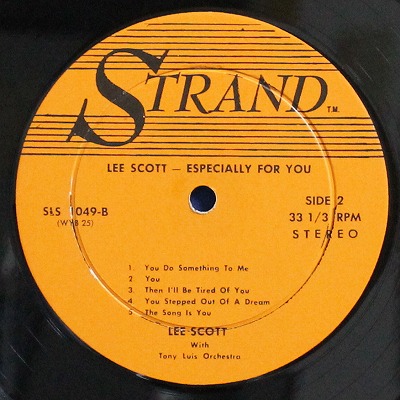 STRAND T.M.
LEE SCOTT — ESPECIALLY FOR YOU
SLS 1049-B
(WYB 25)
SIDE 2
33 1/3 RPM
STEREO
1. You Do Something To Me
2 You
3. Then I'll Be Tired Of You
4 You Stepped Out Of A Dream
5 The Song Is You
LEE SCOTT
With
Tony Luis Orchestra